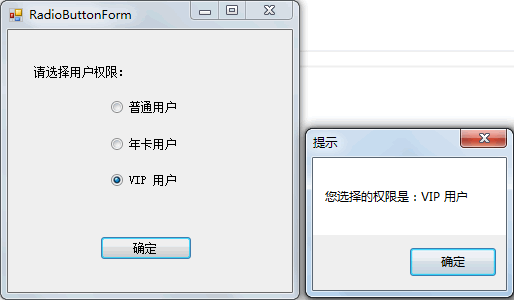 RadioButtonForm
请选择用户权限：
普通用户
年卡用户
VIP 用户
确定
提示
您选择的权限是：VIP 用户
确定